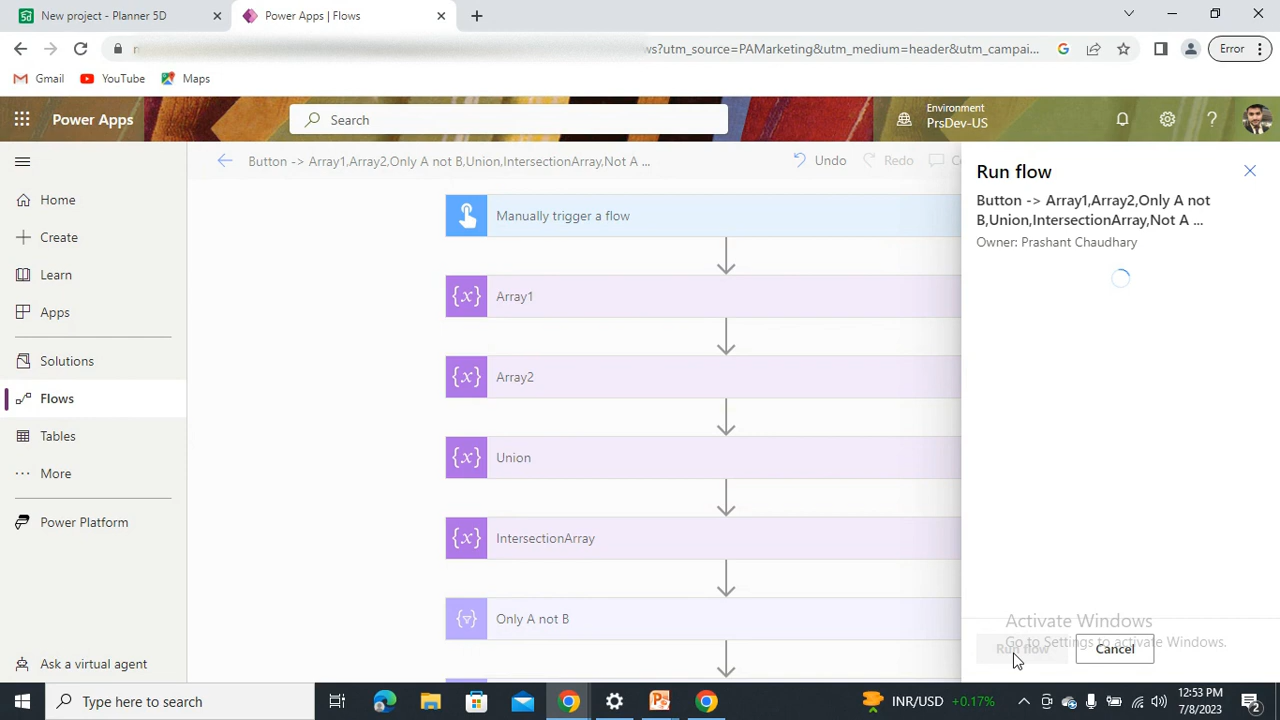 New project - Planner 5D
Power Apps | Flows
ws?utm_source=PAMarketing&utm_medium=header&utm_campai...
Error
Gmail
YouTube
Maps
Power Apps
Search
Environment
PrsDev-US
Button -> Array1,Array2,Only A not B,Union,IntersectionArray,Not A ...
Undo
Redo
Run flow
Button -> Array1,Array2,Only A not
B,Union,IntersectionArray,Not A ...
Owner: Prashant Chaudhary
Home
Create
Learn
Apps
Solutions
Flows
Tables
More
Power Platform
Ask a virtual agent
Manually trigger a flow
Array1
Array2
Union
IntersectionArray
Only A not B
Activate Windows
Go to Settings to activate Windows.
Run flow
Cancel
Type here to search
INR/USD +0.17%
12:53 PM
7/8/2023
2